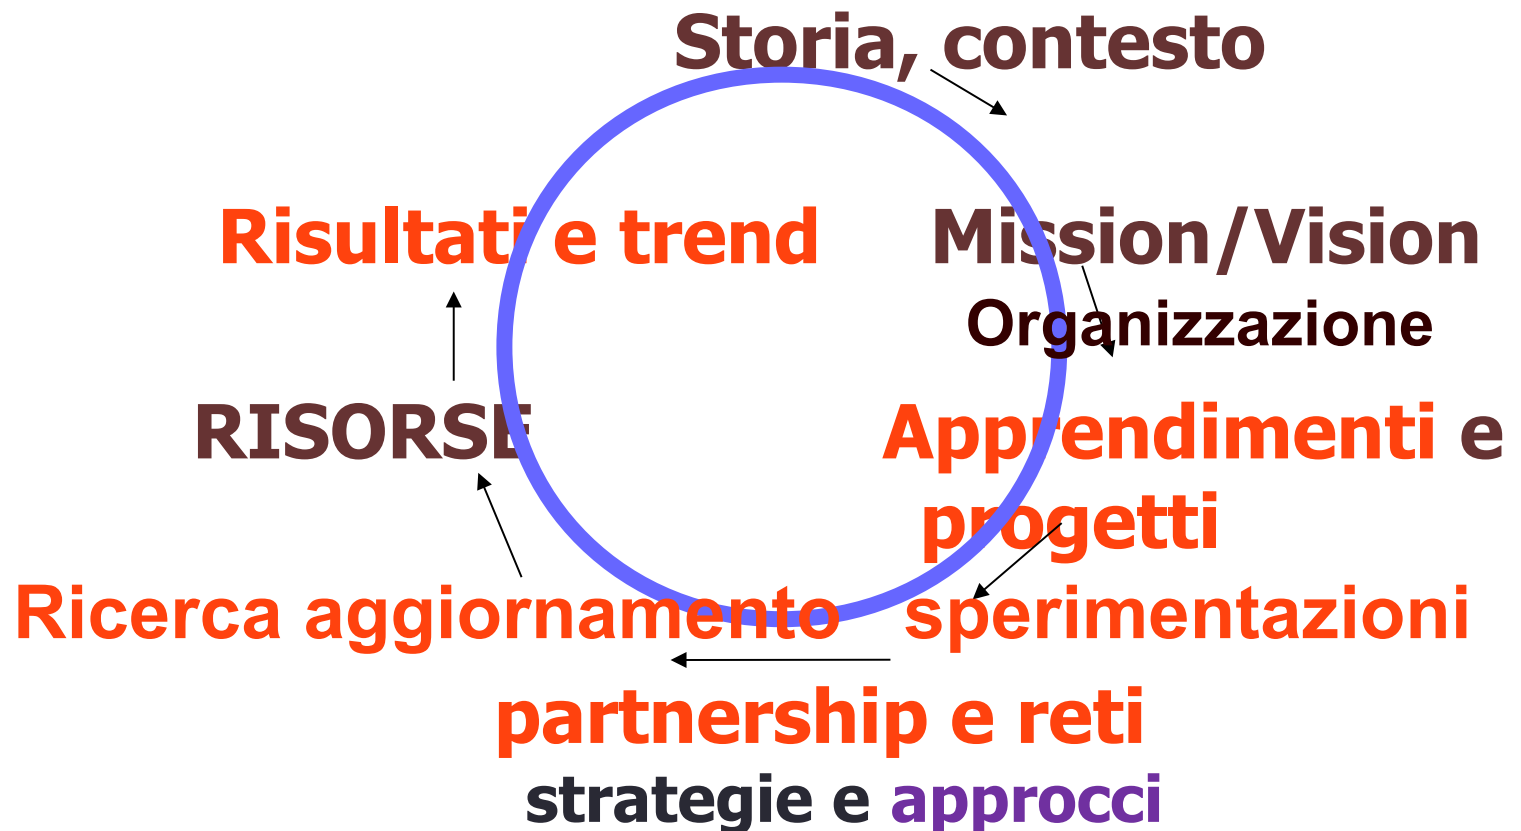 Storia, contesto
Risultati e trend
Mission/Vision
Organizzazione
RISORSE
Apprendimenti e
progetti
Ricerca aggiornamento
sperimentazioni
partnership e reti
strategie e approcci